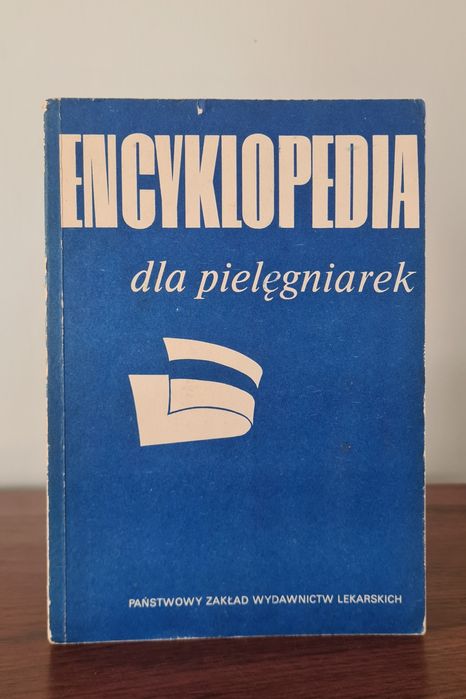 ENCYKLOPEDIA
dla pielęgniarek
PAŃSTWOWY ZAKŁAD WYDAWNICTW LEKARSKICH